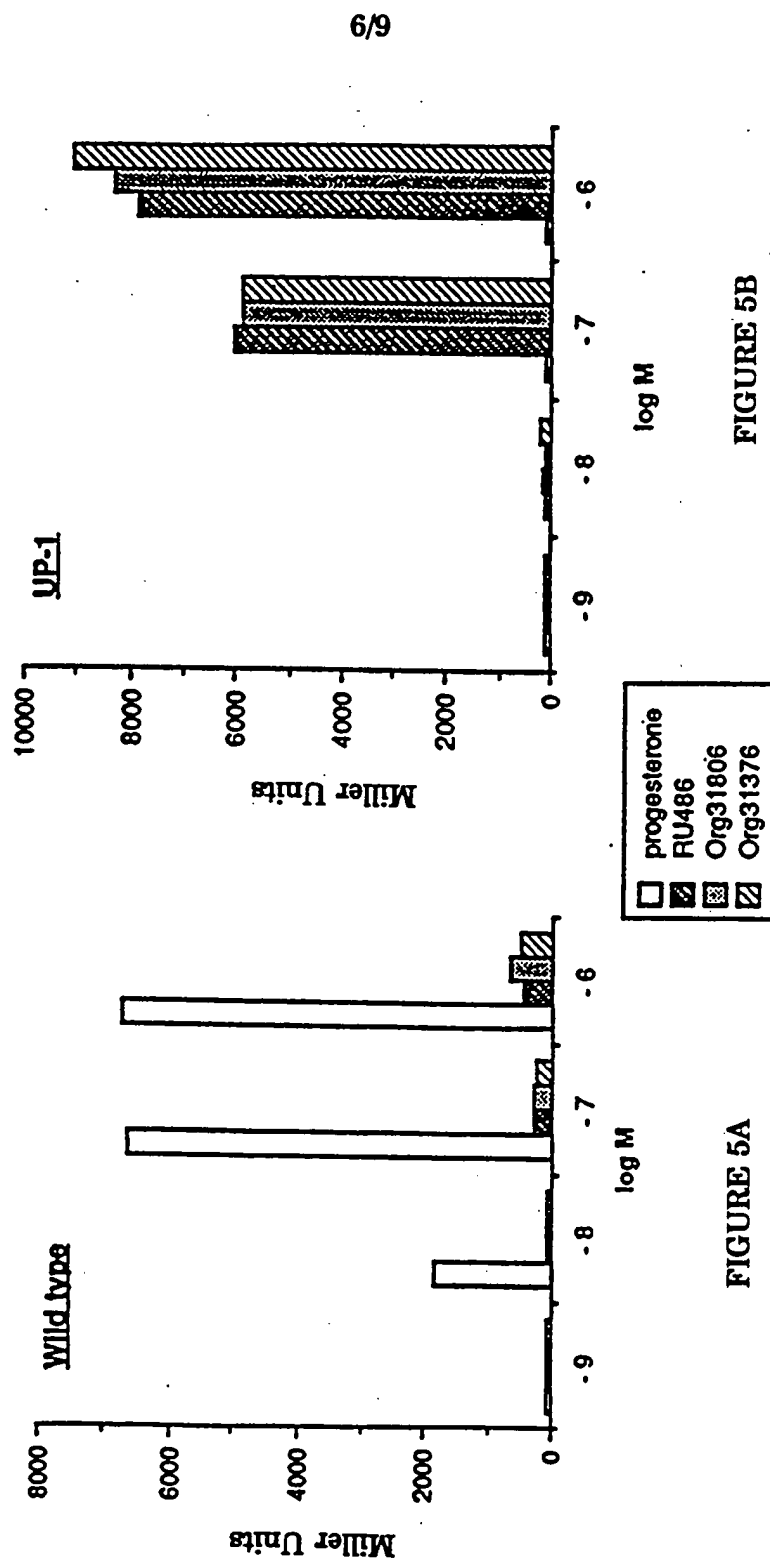 6/9
Wild type
8000
6000
4000
2000
0
Miller Units
- 9
- 8
- 7
- 6
log M
FIGURE 5A
progesterone
RU486
Org31806
Org31376
UP-1
10000
8000
6000
4000
2000
0
Miller Units
- 9
- 8
- 7
- 6
log M
FIGURE 5B